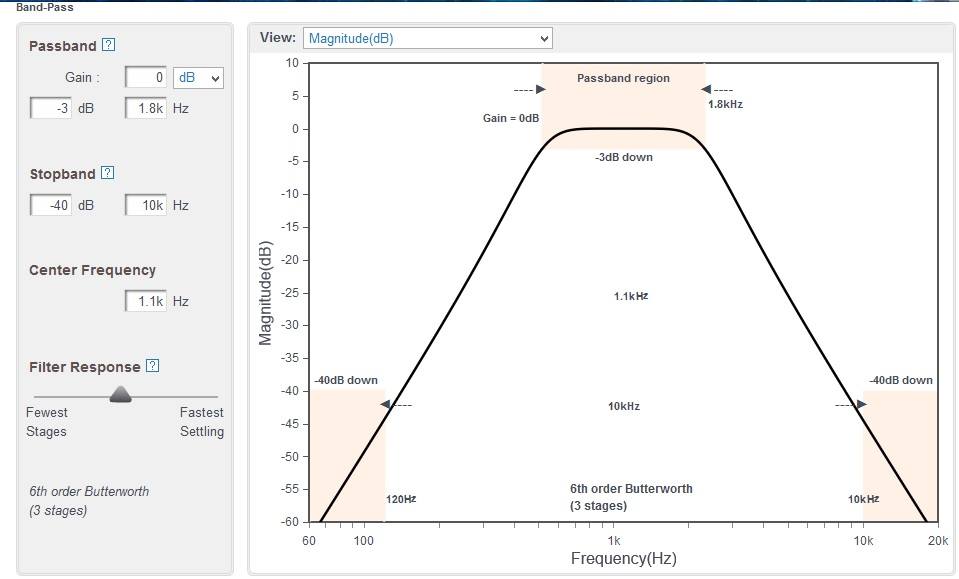 Band-Pass
Passband ?
Gain : 0 dB
-3 dB 1.8k Hz
Stopband ?
-40 dB 10k Hz
Center Frequency
1.1k Hz
Filter Response ?
Fewest Stages
Fastest Settling
6th order Butterworth
(3 stages)
View: Magnitude(dB)
10
5
0
-5
-10
-15
-20
-25
-30
-35
-40
-45
-50
-55
-60
Magnitude(dB)
Passband region
1.8kHz
Gain = 0dB
-3dB down
1.1kHz
-40dB down
-40dB down
10kHz
6th order Butterworth
(3 stages)
120Hz
10kHz
60 100 1k 10k 20k
Frequency(Hz)